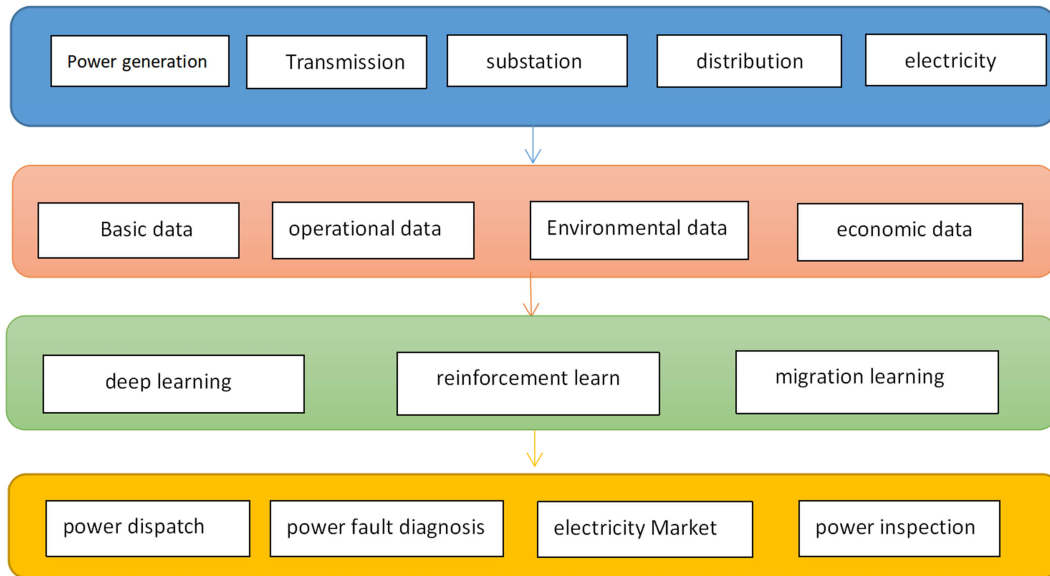 Power generation
Transmission
substation
distribution
electricity
Basic data
operational data
Environmental data
economic data
deep learning
reinforcement learn
migration learning
power dispatch
power fault diagnosis
electricity Market
power inspection